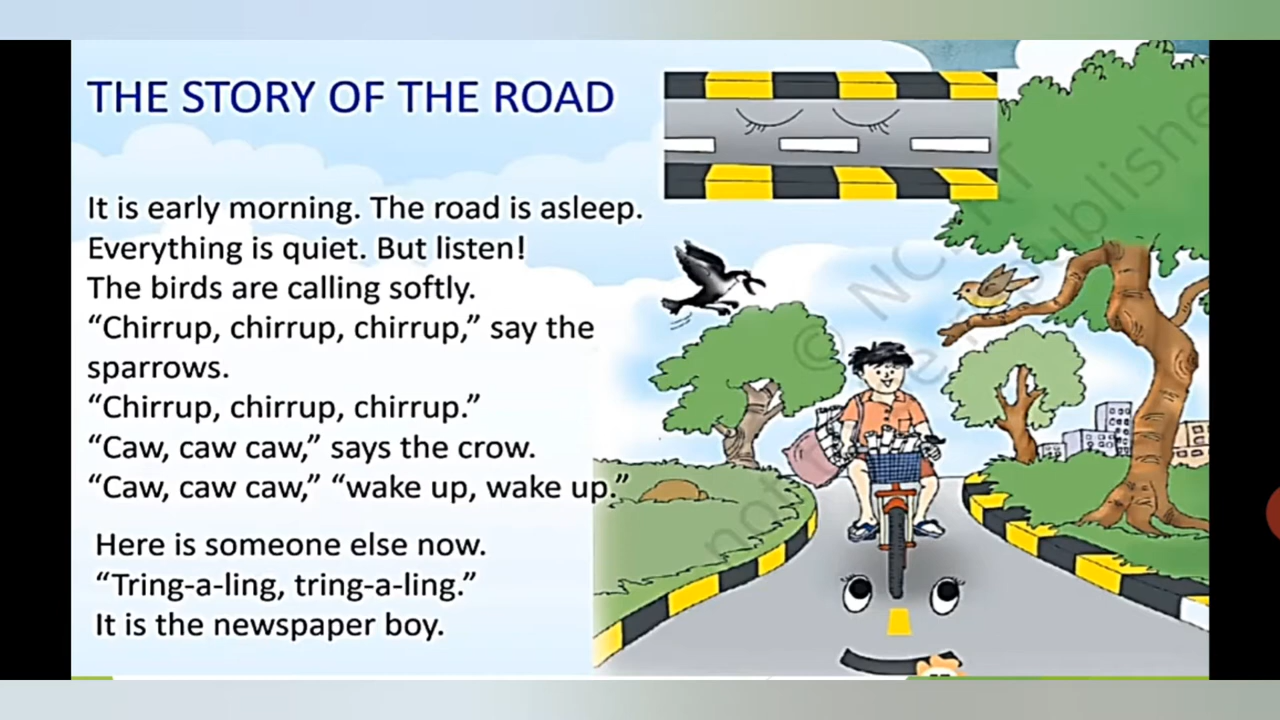 THE STORY OF THE ROAD
It is early morning. The road is asleep.
Everything is quiet. But listen!
The birds are calling softly.
“Chirrup, chirrup, chirrup,” say the
sparrows.
“Chirrup, chirrup, chirrup.”
“Caw, caw caw,” says the crow.
“Caw, caw caw,” “wake up, wake up.”
Here is someone else now.
“Tring-a-ling, tring-a-ling.”
It is the newspaper boy.
© NCERT
not